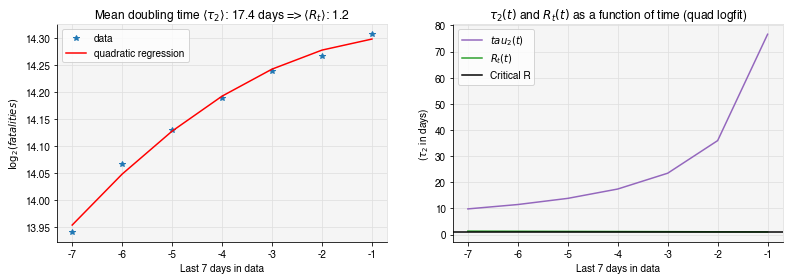 Mean doubling time ⟨τ₂⟩: 17.4 days => ⟨Rₜ⟩: 1.2
data
quadratic regression
log₂(fatalities)
14.30
14.25
14.20
14.15
14.10
14.05
14.00
13.95
-7 -6 -5 -4 -3 -2 -1
Last 7 days in data
τ₂(t) and Rₜ(t) as a function of time (quad logfit)
tau₂(t)
Rₜ(t)
Critical R
(τ₂ in days)
80
70
60
50
40
30
20
10
0
-7 -6 -5 -4 -3 -2 -1
Last 7 days in data